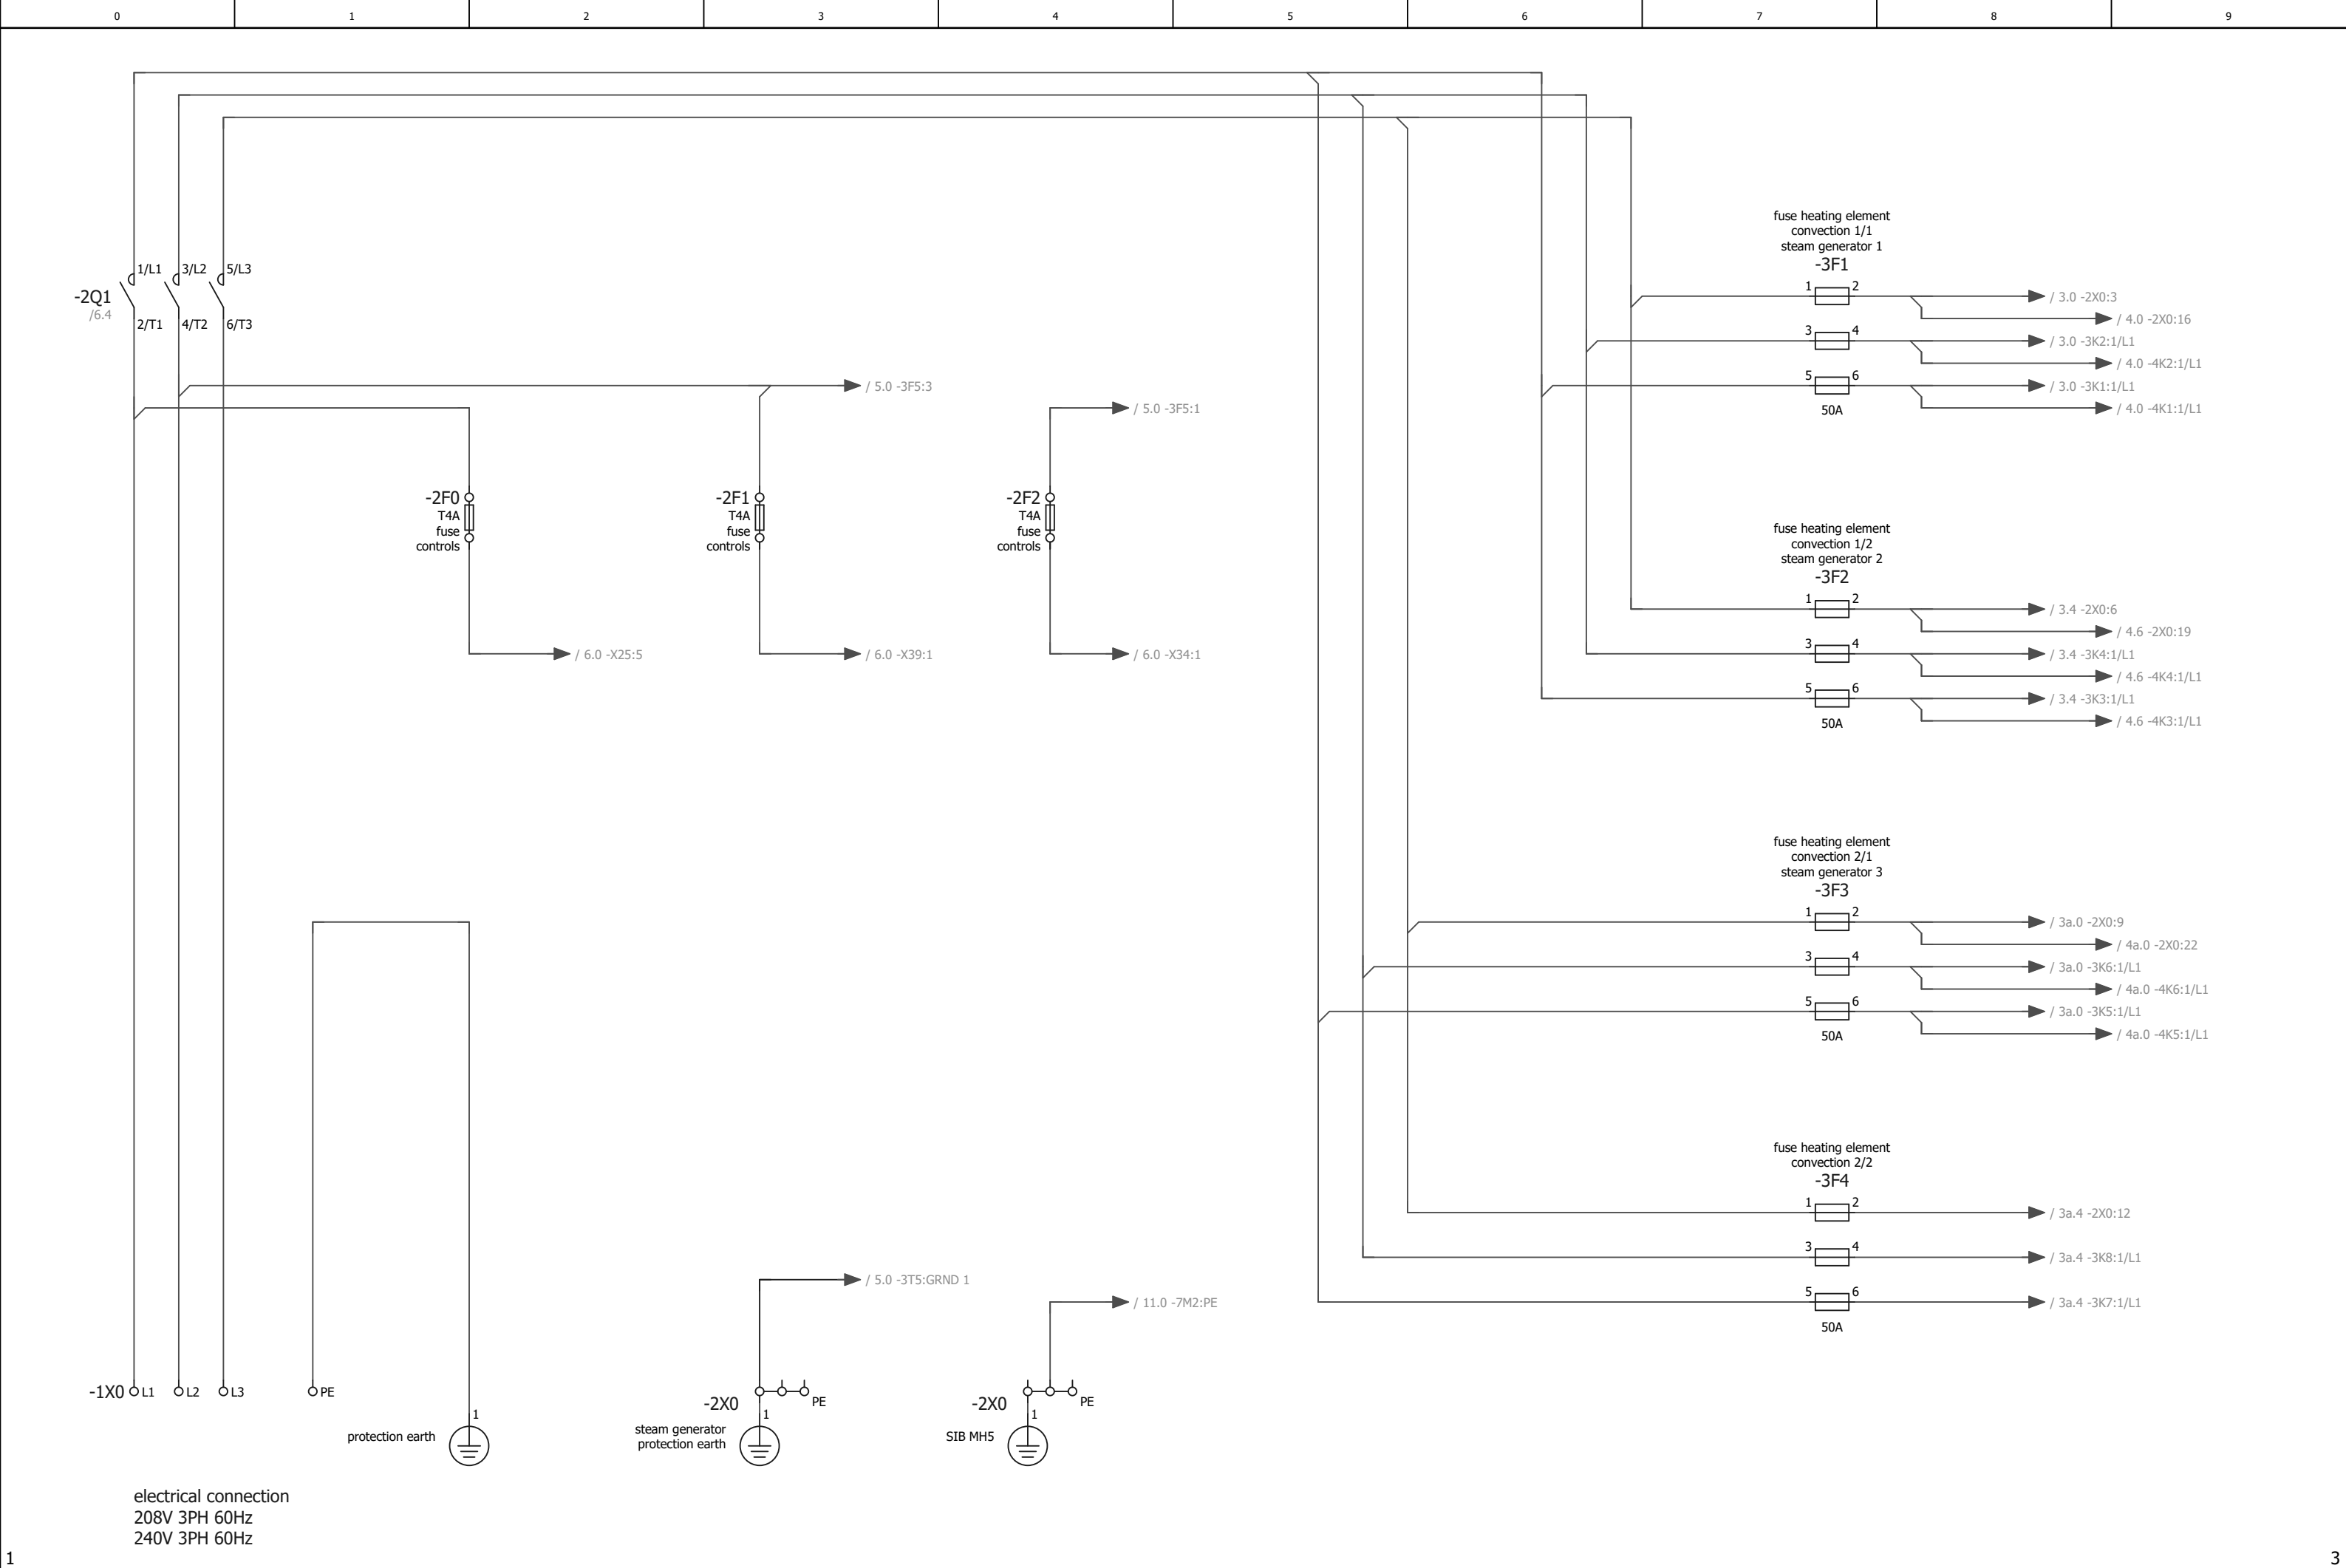 0 1 2 3 4 5 6 7 8 9
fuse heating element
convection 1/1
steam generator 1
-3F1
1 2 / 3.0 -2X0:3
/ 4.0 -2X0:16
3 4 / 3.0 -3K2:1/L1
/ 4.0 -4K2:1/L1
5 6 / 3.0 -3K1:1/L1
50A / 4.0 -4K1:1/L1
1/L1 3/L2 5/L3
-2Q1
/6.4
2/T1 4/T2 6/T3
/ 5.0 -3F5:3
/ 5.0 -3F5:1
-2F0
T4A
fuse
controls
-2F1
T4A
fuse
controls
-2F2
T4A
fuse
controls
/ 6.0 -X25:5
/ 6.0 -X39:1
/ 6.0 -X34:1
fuse heating element
convection 1/2
steam generator 2
-3F2
1 2 / 3.4 -2X0:6
/ 4.6 -2X0:19
3 4 / 3.4 -3K4:1/L1
/ 4.6 -4K4:1/L1
5 6 / 3.4 -3K3:1/L1
50A / 4.6 -4K3:1/L1
fuse heating element
convection 2/1
steam generator 3
-3F3
1 2 / 3a.0 -2X0:9
/ 4a.0 -2X0:22
3 4 / 3a.0 -3K6:1/L1
/ 4a.0 -4K6:1/L1
5 6 / 3a.0 -3K5:1/L1
50A / 4a.0 -4K5:1/L1
fuse heating element
convection 2/2
-3F4
1 2 / 3a.4 -2X0:12
3 4 / 3a.4 -3K8:1/L1
5 6 / 3a.4 -3K7:1/L1
50A
/ 5.0 -3T5:GRND 1
/ 11.0 -7M2:PE
-1X0 L1 L2 L3 PE
1
protection earth
-2X0 PE
1
steam generator
protection earth
-2X0 PE
1
SIB MH5
electrical connection
208V 3PH 60Hz
240V 3PH 60Hz
1 3